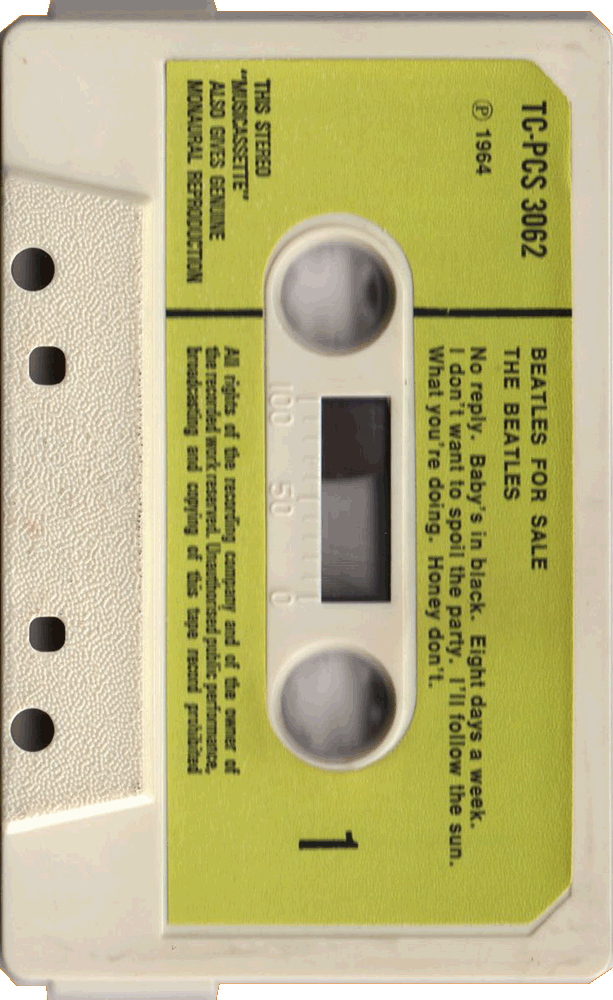 TC-PCS 3062
℗ 1964
BEATLES FOR SALE
THE BEATLES
No reply. Baby's in black. Eight days a week.
I don't want to spoil the party. I'll follow the sun.
What you're doing. Honey don't.
100 50 0
1
THIS STEREO
"MUSICASSETTE"
ALSO GIVES GENUINE
MONAURAL REPRODUCTION
All rights of the recording company and of the owner of
the recorded work reserved. Unauthorised public performance,
broadcasting and copying of this tape record prohibited